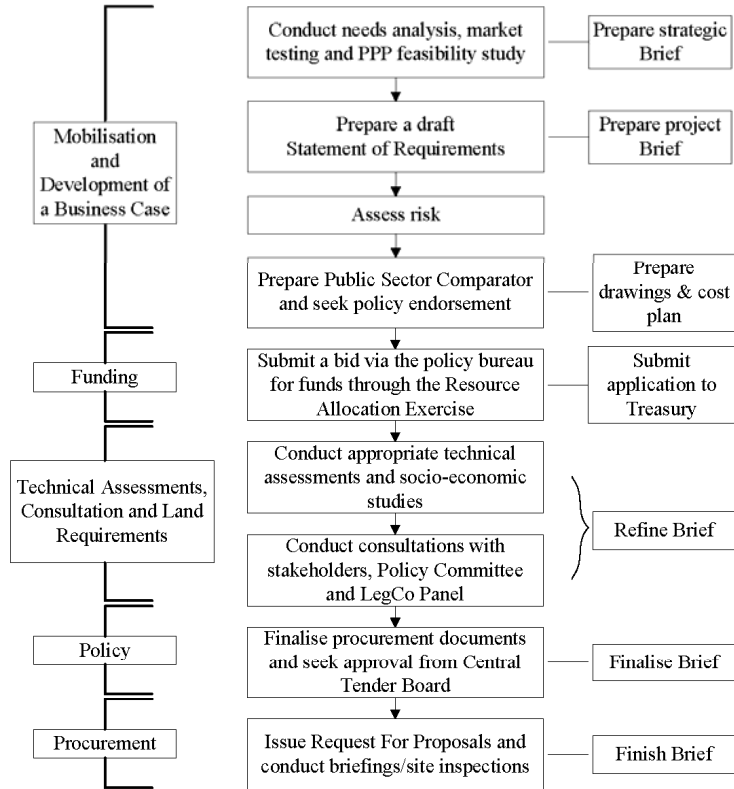 Conduct needs analysis, market
testing and PPP feasibility study
Prepare strategic
Brief
Mobilisation
and
Development of
a Business Case
Prepare a draft
Statement of Requirements
Prepare project
Brief
Assess risk
Prepare Public Sector Comparator
and seek policy endorsement
Prepare
drawings & cost
plan
Funding
Submit a bid via the policy bureau
for funds through the Resource
Allocation Exercise
Submit
application to
Treasury
Technical Assessments,
Consultation and Land
Requirements
Conduct appropriate technical
assessments and socio-economic
studies
Conduct consultations with
stakeholders, Policy Committee
and LegCo Panel
Refine Brief
Policy
Finalise procurement documents
and seek approval from Central
Tender Board
Finalise Brief
Procurement
Issue Request For Proposals and
conduct briefings/site inspections
Finish Brief